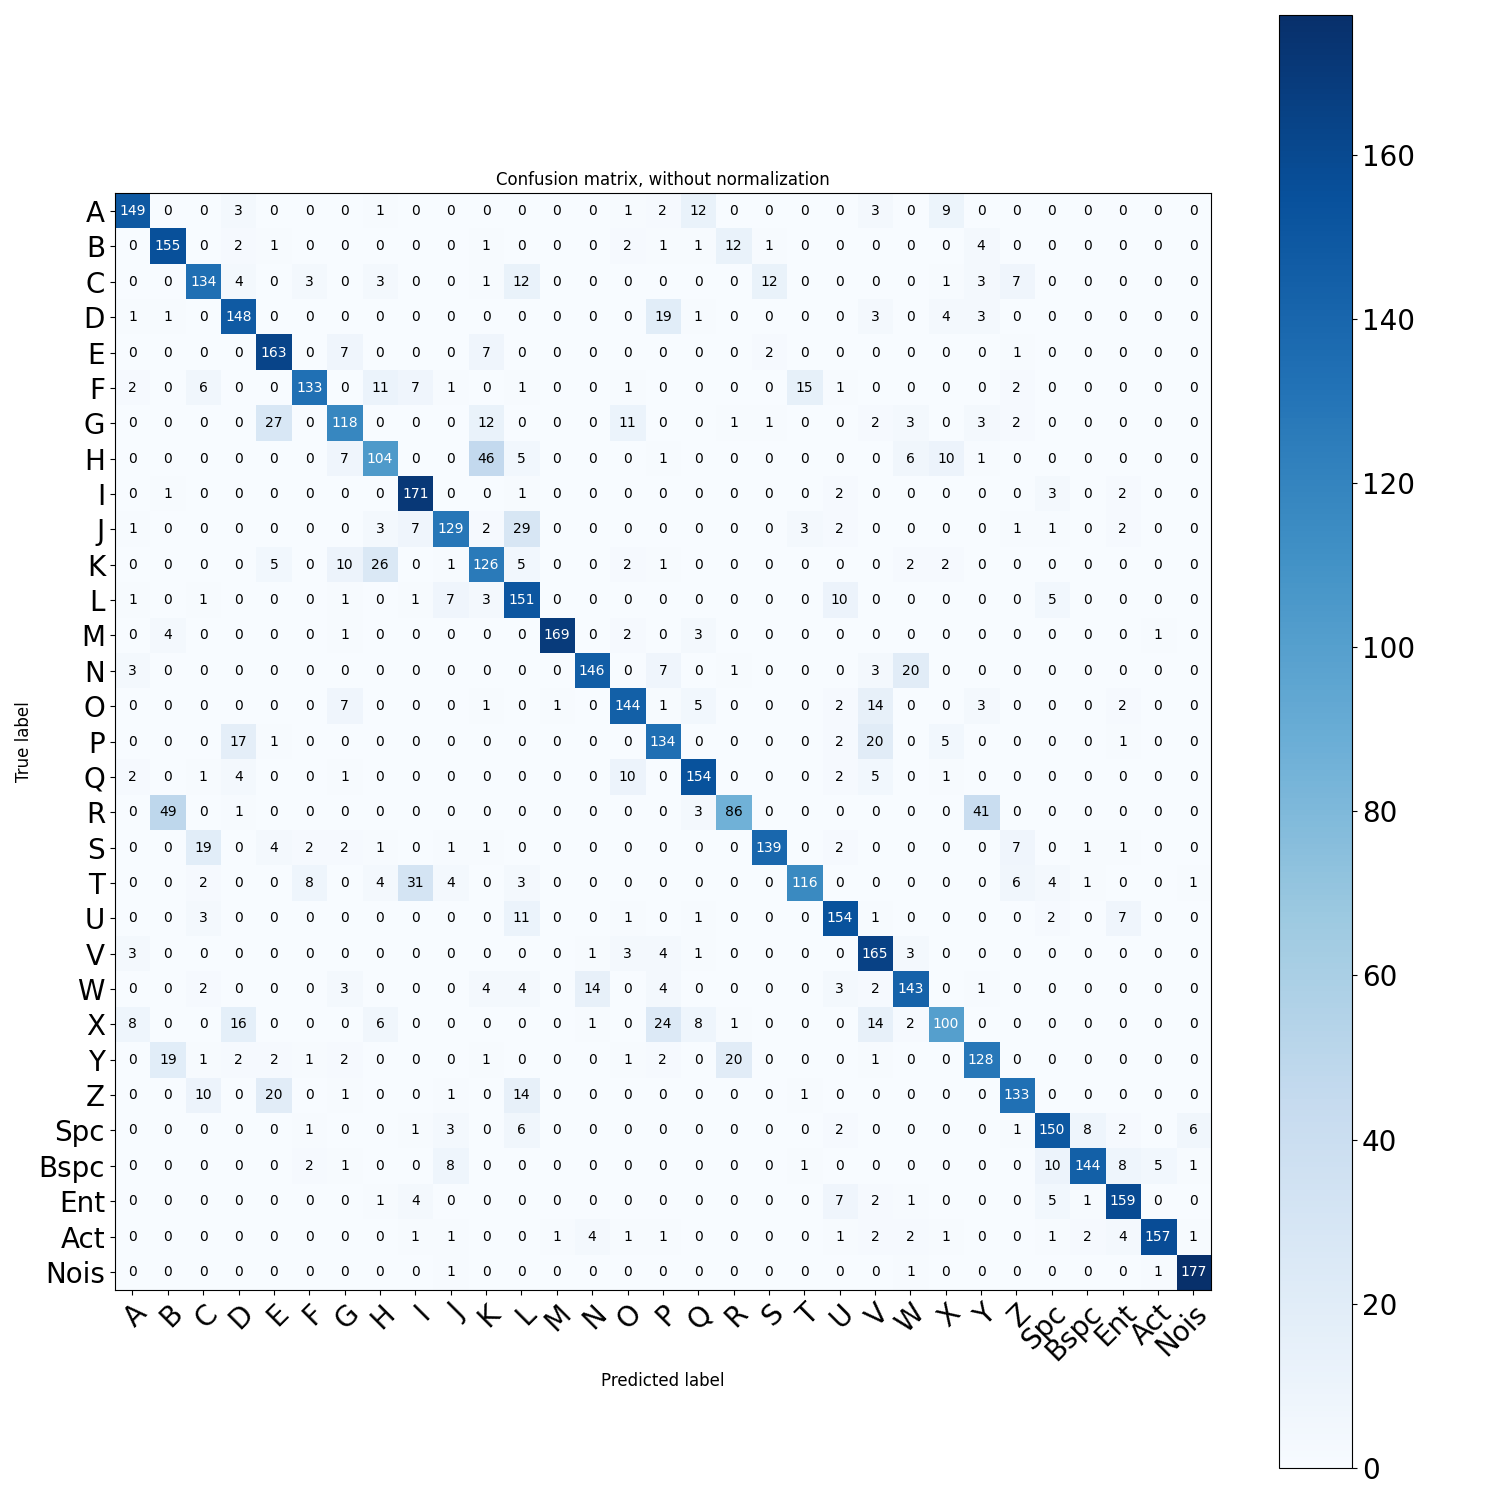 Confusion matrix, without normalization
A 149 0 0 3 0 0 0 1 0 0 0 0 0 0 1 2 12 0 0 0 0 3 0 9 0 0 0 0 0 0 0
B 0 155 0 2 1 0 0 0 0 0 1 0 0 0 2 1 1 12 1 0 0 0 0 0 4 0 0 0 0 0 0
C 0 0 134 4 0 3 0 3 0 0 1 12 0 0 0 0 0 0 12 0 0 0 0 1 3 7 0 0 0 0 0
D 1 1 0 148 0 0 0 0 0 0 0 0 0 0 0 19 1 0 0 0 0 3 0 4 3 0 0 0 0 0 0
E 0 0 0 0 163 0 7 0 0 0 7 0 0 0 0 0 0 0 2 0 0 0 0 0 0 1 0 0 0 0 0
F 2 0 6 0 0 133 0 11 7 1 0 1 0 0 1 0 0 0 0 15 1 0 0 0 0 2 0 0 0 0 0
G 0 0 0 0 27 0 118 0 0 0 12 0 0 0 11 0 0 1 1 0 0 2 3 0 3 2 0 0 0 0 0
H 0 0 0 0 0 0 7 104 0 0 46 5 0 0 0 1 0 0 0 0 0 0 6 10 1 0 0 0 0 0 0
I 0 1 0 0 0 0 0 0 171 0 0 1 0 0 0 0 0 0 0 0 2 0 0 0 0 0 3 0 2 0 0
J 1 0 0 0 0 0 0 3 7 129 2 29 0 0 0 0 0 0 0 3 2 0 0 0 0 1 1 0 2 0 0
K 0 0 0 0 5 0 10 26 0 1 126 5 0 0 2 1 0 0 0 0 0 0 2 2 0 0 0 0 0 0 0
L 1 0 1 0 0 0 1 0 1 7 3 151 0 0 0 0 0 0 0 0 10 0 0 0 0 0 5 0 0 0 0
M 0 4 0 0 0 0 1 0 0 0 0 0 169 0 2 0 3 0 0 0 0 0 0 0 0 0 0 0 0 1 0
N 3 0 0 0 0 0 0 0 0 0 0 0 0 146 0 7 0 1 0 0 0 3 20 0 0 0 0 0 0 0 0
O 0 0 0 0 0 0 7 0 0 0 1 0 1 0 144 1 5 0 0 0 2 14 0 0 3 0 0 0 2 0 0
P 0 0 0 17 1 0 0 0 0 0 0 0 0 0 0 134 0 0 0 0 2 20 0 5 0 0 0 0 1 0 0
Q 2 0 1 4 0 0 1 0 0 0 0 0 0 0 10 0 154 0 0 0 2 5 0 1 0 0 0 0 0 0 0
R 0 49 0 1 0 0 0 0 0 0 0 0 0 0 0 0 3 86 0 0 0 0 0 0 41 0 0 0 0 0 0
S 0 0 19 0 4 2 2 1 0 1 1 0 0 0 0 0 0 0 139 0 2 0 0 0 0 7 0 1 1 0 0
T 0 0 2 0 0 8 0 4 31 4 0 3 0 0 0 0 0 0 0 116 0 0 0 0 0 6 4 1 0 0 1
U 0 0 3 0 0 0 0 0 0 0 0 11 0 0 1 0 1 0 0 0 154 1 0 0 0 0 2 0 7 0 0
V 3 0 0 0 0 0 0 0 0 0 0 0 0 1 3 4 1 0 0 0 0 165 3 0 0 0 0 0 0 0 0
W 0 0 2 0 0 0 3 0 0 0 4 4 0 14 0 4 0 0 0 0 3 2 143 0 1 0 0 0 0 0 0
X 8 0 0 16 0 0 0 6 0 0 0 0 0 1 0 24 8 1 0 0 0 14 2 100 0 0 0 0 0 0 0
Y 0 19 1 2 2 1 2 0 0 0 1 0 0 0 1 2 0 20 0 0 0 1 0 0 128 0 0 0 0 0 0
Z 0 0 10 0 20 0 1 0 0 1 0 14 0 0 0 0 0 0 0 1 0 0 0 0 0 133 0 0 0 0 0
Spc 0 0 0 0 0 1 0 0 1 3 0 6 0 0 0 0 0 0 0 0 2 0 0 0 0 1 150 8 2 0 6
Bspc 0 0 0 0 0 2 1 0 0 8 0 0 0 0 0 0 0 0 0 1 0 0 0 0 0 0 10 144 8 5 1
Ent 0 0 0 0 0 0 0 1 4 0 0 0 0 0 0 0 0 0 0 0 7 2 1 0 0 0 5 1 159 0 0
Act 0 0 0 0 0 0 0 0 1 1 0 0 1 4 1 1 0 0 0 0 1 2 2 1 0 0 1 2 4 157 1
Nois 0 0 0 0 0 0 0 0 0 1 0 0 0 0 0 0 0 0 0 0 0 0 1 0 0 0 0 0 0 1 177
A B C D E F G H I J K L M N O P Q R S T U V W X Y Z Spc Bspc Ent Act Nois
Predicted label
True label
160
140
120
100
80
60
40
20
0